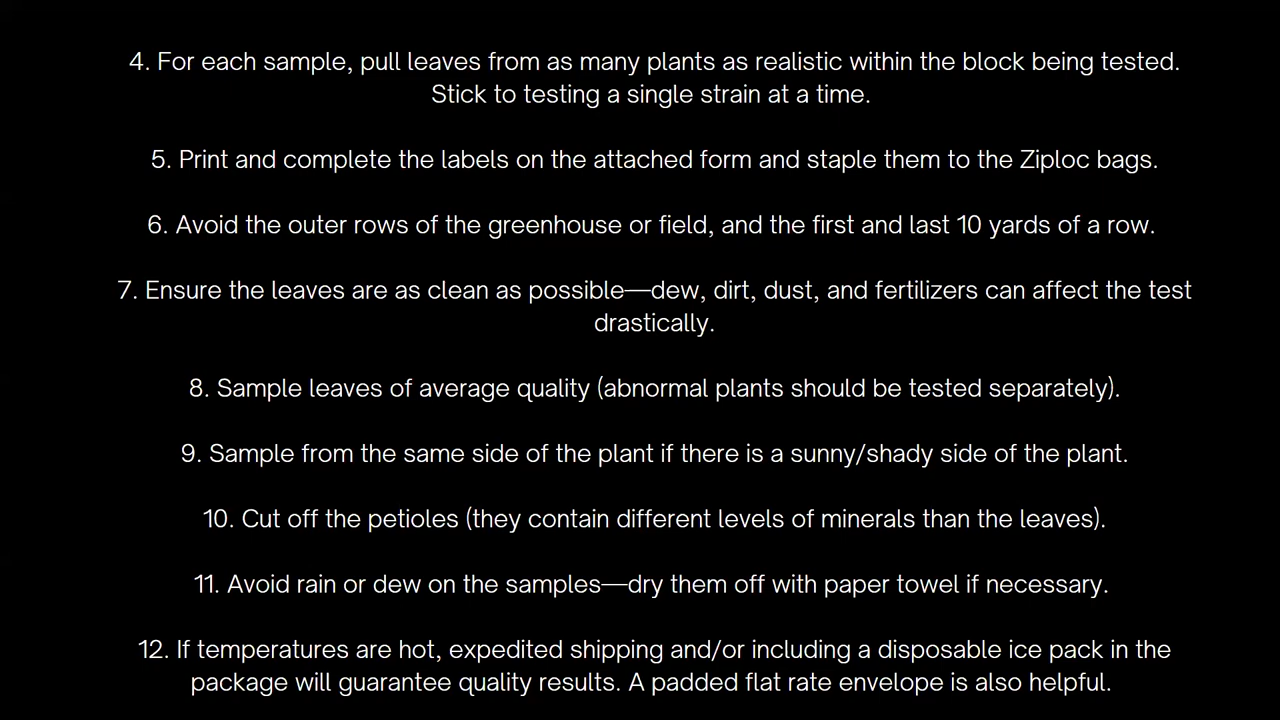 4. For each sample, pull leaves from as many plants as realistic within the block being tested.
Stick to testing a single strain at a time.
5. Print and complete the labels on the attached form and staple them to the Ziploc bags.
6. Avoid the outer rows of the greenhouse or field, and the first and last 10 yards of a row.
7. Ensure the leaves are as clean as possible—dew, dirt, dust, and fertilizers can affect the test
drastically.
8. Sample leaves of average quality (abnormal plants should be tested separately).
9. Sample from the same side of the plant if there is a sunny/shady side of the plant.
10. Cut off the petioles (they contain different levels of minerals than the leaves).
11. Avoid rain or dew on the samples—dry them off with paper towel if necessary.
12. If temperatures are hot, expedited shipping and/or including a disposable ice pack in the
package will guarantee quality results. A padded flat rate envelope is also helpful.